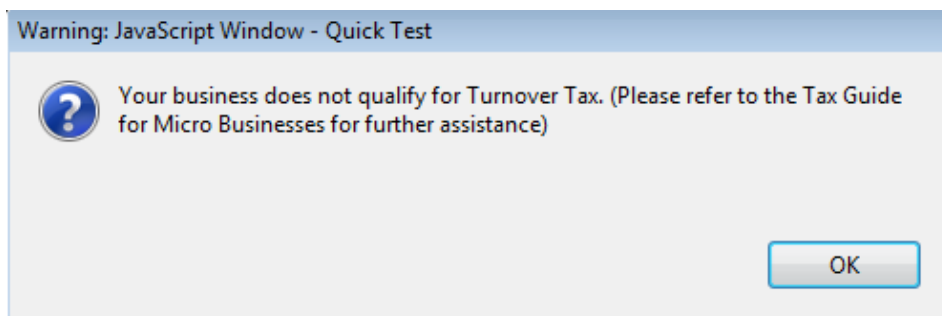 Warning: JavaScript Window - Quick Test
Your business does not qualify for Turnover Tax. (Please refer to the Tax Guide
for Micro Businesses for further assistance)
OK